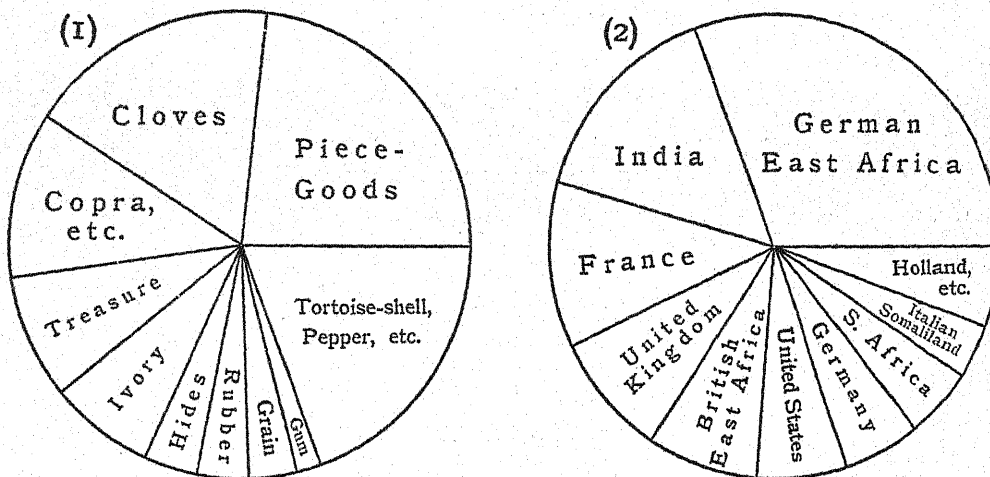 (1)
Cloves
Piece-
Goods
Copra,
etc.
Treasure
Ivory
Hides
Rubber
Grain
Gum
Tortoise-shell,
Pepper, etc.
(2)
German
East Africa
India
France
United
Kingdom
British
East Africa
United States
Germany
S. Africa
Italian
Somaliland
Holland,
etc.